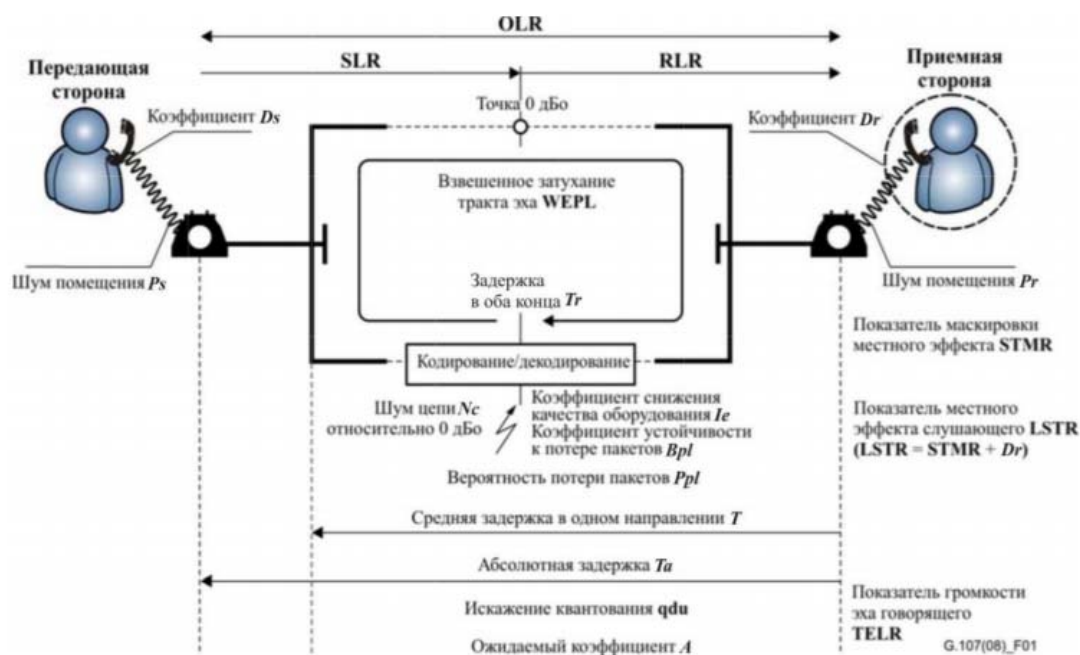 OLR
Передающая
сторона
SLR
RLR
Приемная
сторона
Коэффициент Ds
Точка 0 дБо
Коэффициент Dr
Взвешенное затухание
тракта эха WEPL
Шум помещения Ps
Задержка
в оба конца Tr
Шум помещения Pr
Показатель маскировки
местного эффекта STMR
Кодирование/декодирование
Шум цепи Nc
относительно 0 дБо
Коэффициент снижения
качества оборудования Ie
Коэффициент устойчивости
к потере пакетов Bpl
Показатель местного
эффекта слушающего LSTR
(LSTR = STMR + Dr)
Вероятность потери пакетов Ppl
Средняя задержка в одном направлении T
Абсолютная задержка Ta
Искажение квантования qdu
Показатель громкости
эха говорящего
TELR
Ожидаемый коэффициент A
G.107(08)_F01